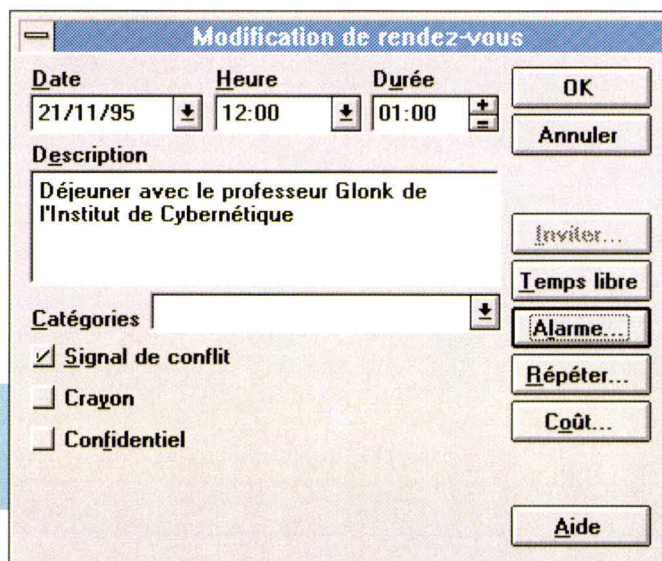 Modification de rendez-vous
Date Heure Durée
21/11/95 12:00 01:00
OK
Annuler
Description
Déjeuner avec le professeur Glonk de
l'Institut de Cybernétique
Inviter...
Temps libre
Catégories
Alarme...
Signal de conflit
Répéter...
Crayon
Coût...
Confidentiel
Aide